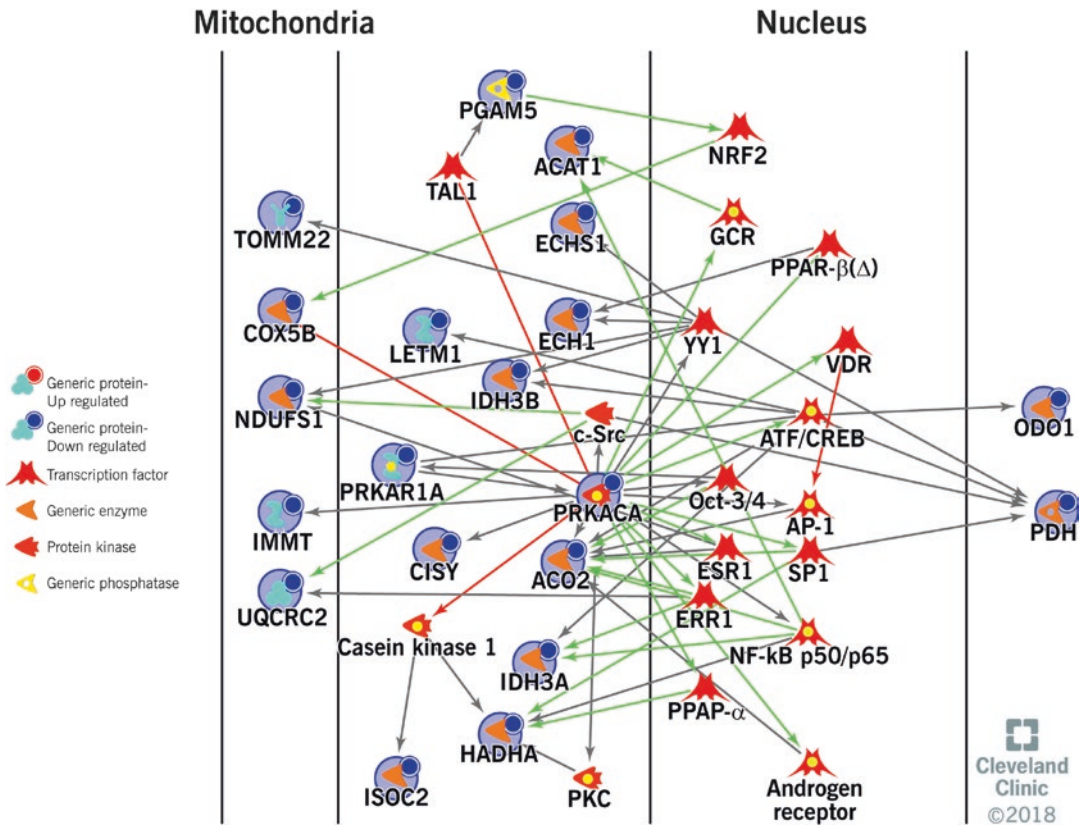 Mitochondria
Nucleus
PGAM5
NRF2
ACAT1
TAL1
TOMM22
ECHS1
GCR
PPAR-β(Δ)
COX5B
LETM1
ECH1
YY1
VDR
Generic protein-
Up regulated
Generic protein-
Down regulated
Transcription factor
Generic enzyme
Protein kinase
Generic phosphatase
NDUFS1
IDH3B
c-Src
ATF/CREB
ODO1
PRKAR1A
PRKACA
Oct-3/4
AP-1
PDH
IMMT
CISY
ACO2
ESR1
SP1
UQCRC2
ERR1
Casein kinase 1
IDH3A
NF-kB p50/p65
PPAP-α
HADHA
ISOC2
PKC
Androgen
receptor
Cleveland
Clinic
©2018